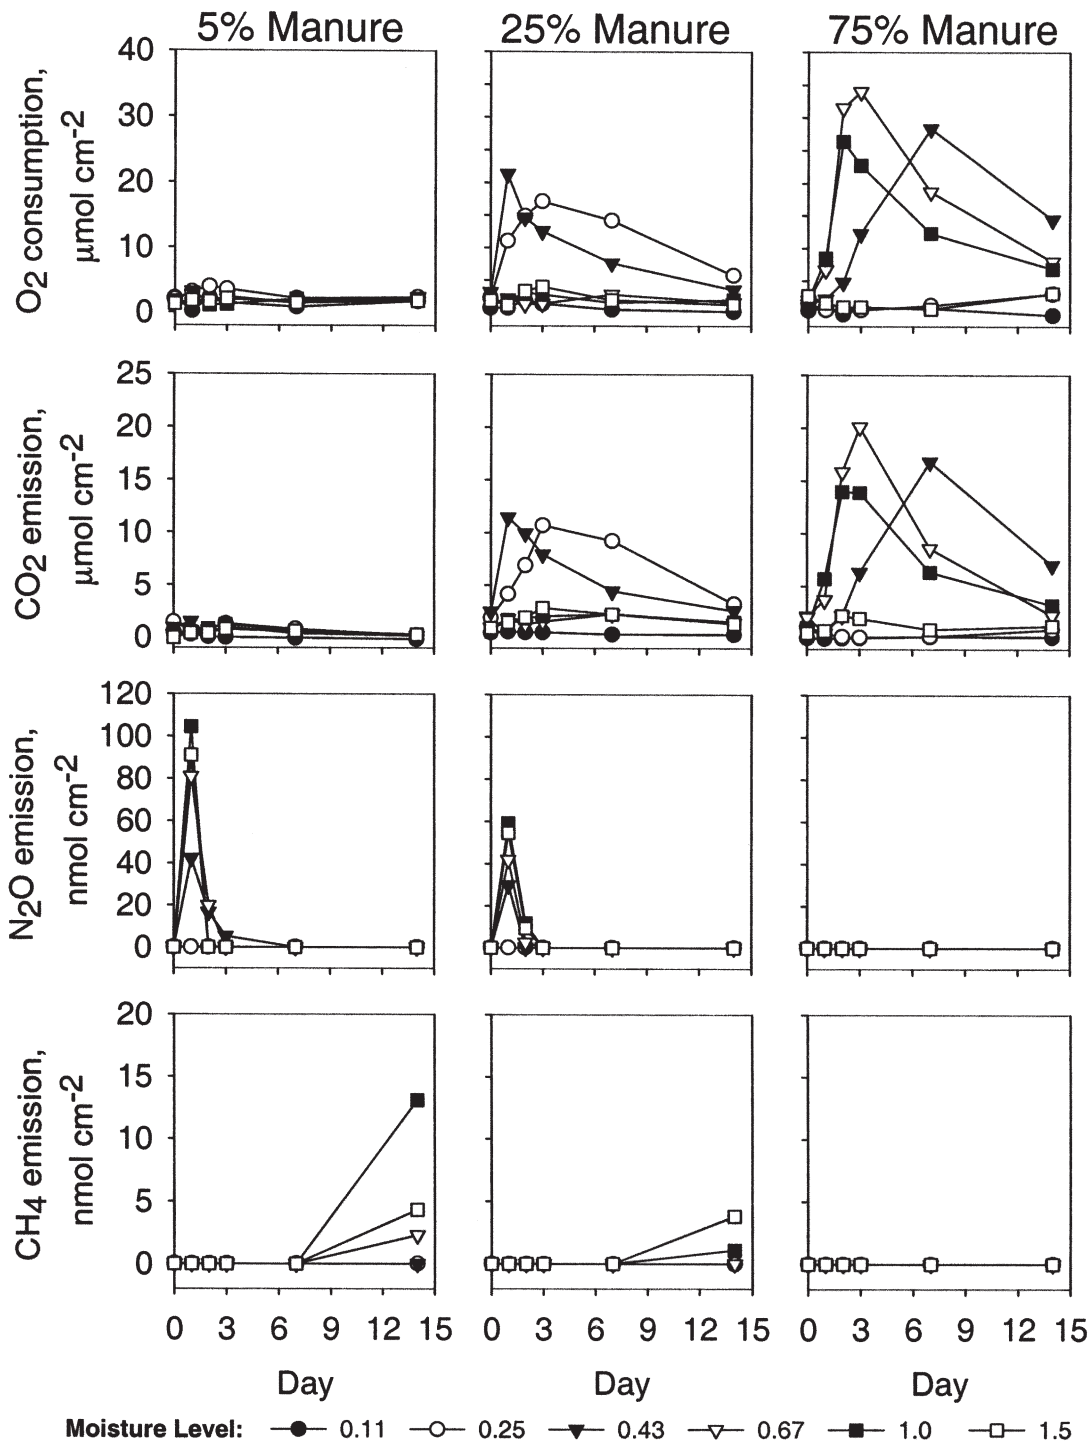 5% Manure 25% Manure 75% Manure
O2 consumption,
μmol cm-2
40
30
20
10
0
CO2 emission,
μmol cm-2
25
20
15
10
5
0
N2O emission,
nmol cm-2
120
100
80
60
40
20
0
CH4 emission,
nmol cm-2
20
15
10
5
0
0 3 6 9 12 15 0 3 6 9 12 15 0 3 6 9 12 15
Day Day Day
Moisture Level: 0.11 0.25 0.43 0.67 1.0 1.5